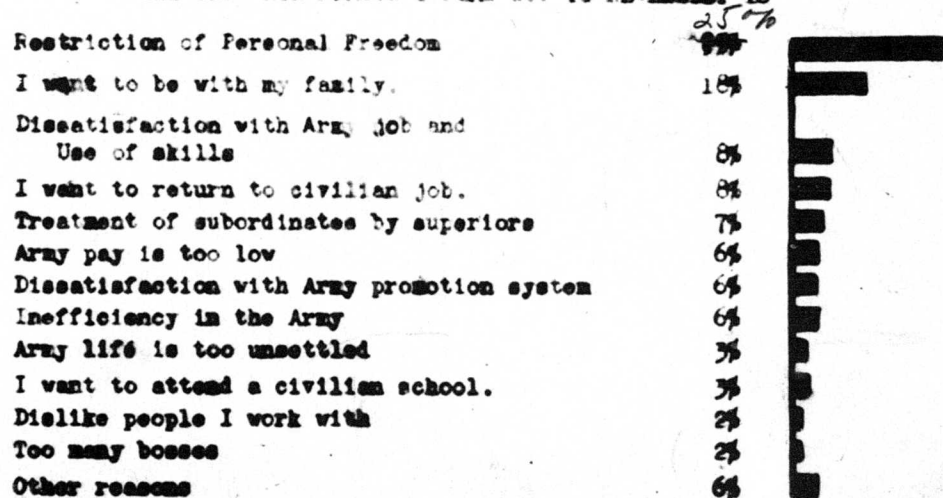 25%
Restriction of Personal Freedom
I want to be with my family. 18%
Dissatisfaction with Army job and
Use of skills 8%
I want to return to civilian job. 8%
Treatment of subordinates by superiors 7%
Army pay is too low 6%
Dissatisfaction with Army promotion system 6%
Inefficiency in the Army 6%
Army life is too unsettled 3%
I want to attend a civilian school. 3%
Dislike people I work with 2%
Too many bosses 2%
Other reasons 6%